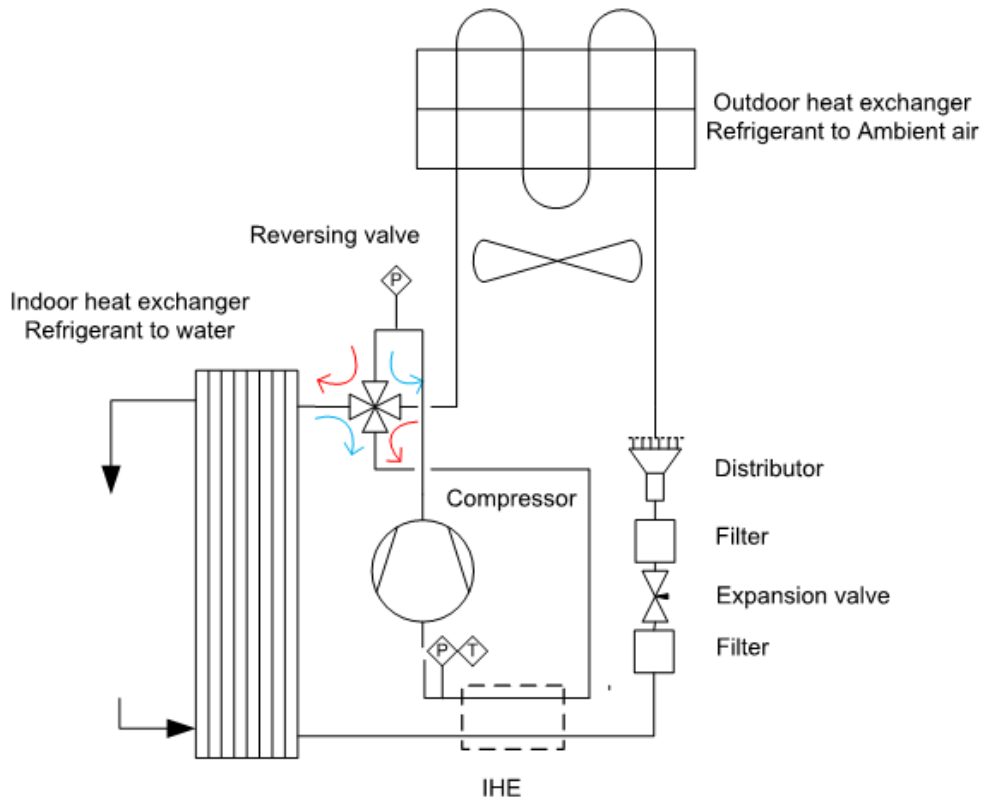 Outdoor heat exchanger
Refrigerant to Ambient air
Reversing valve
P
Indoor heat exchanger
Refrigerant to water
Distributor
Compressor
Filter
Expansion valve
P
T
Filter
IHE